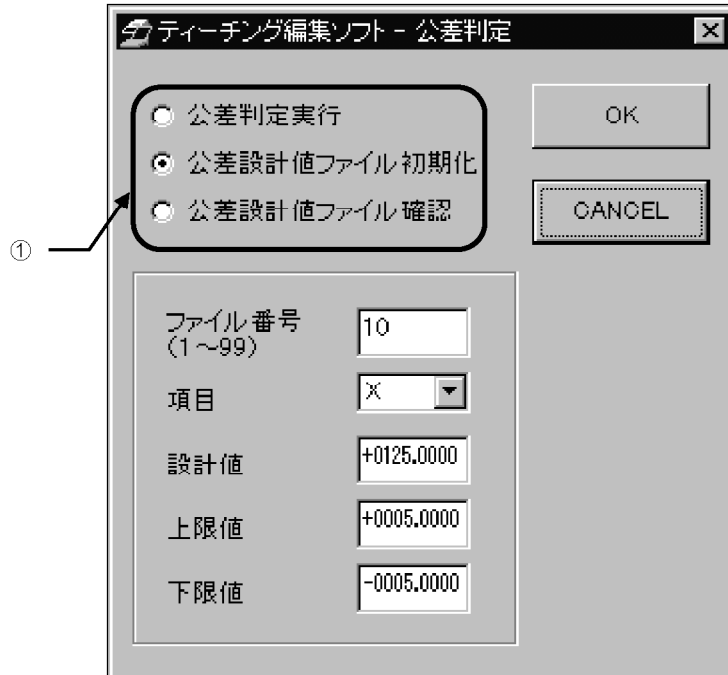 ティーチング編集ソフト - 公差判定
公差判定実行
公差設計値ファイル初期化
公差設計値ファイル確認
OK
CANCEL
①
ファイル番号
(1～99)
10
項目
X
設計値
+0125.0000
上限値
+0005.0000
下限値
-0005.0000